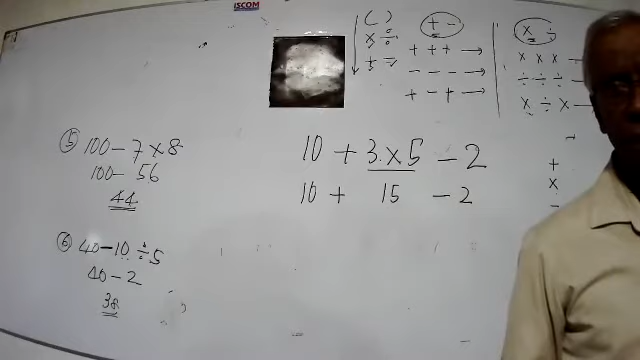 JSCOM
( )
× ÷
+ −
+ −
+ + + →
− − − →
+ − + →
× ÷
× × × −
÷ ÷ ÷ −
× ÷ × −
⑤ 100 − 7 × 8
100 − 56
44
⑥ 40 − 10 ÷ 5
40 − 2
38
10 + 3 × 5 − 2
10 + 15 − 2
+
×
−